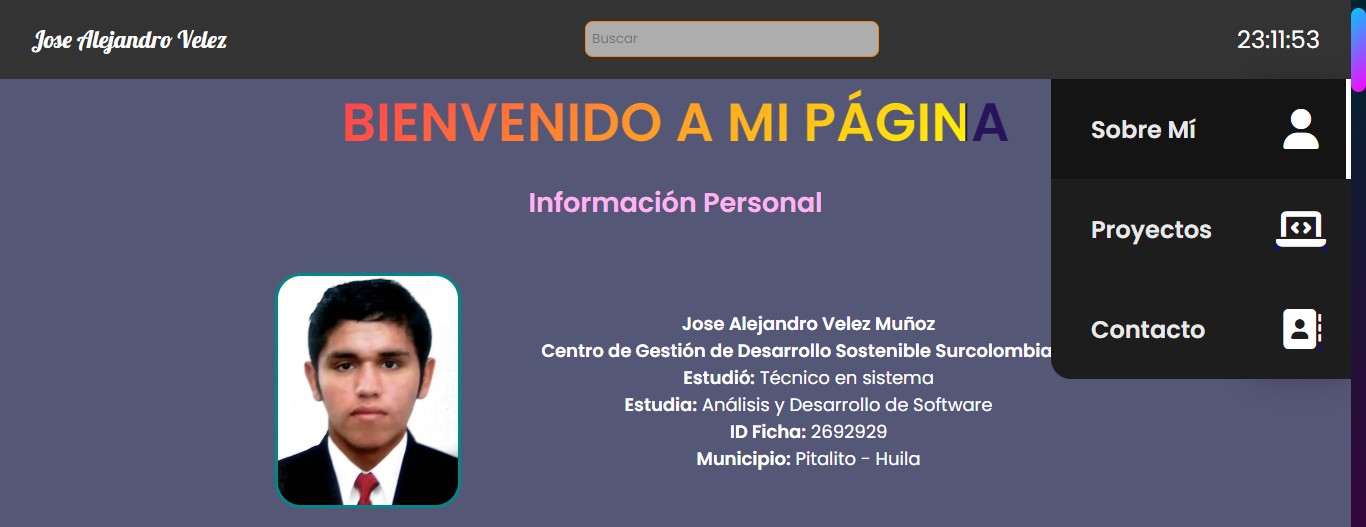 Jose Alejandro Velez
Buscar
23:11:53
BIENVENIDO A MI PÁGINA
Sobre Mí
Información Personal
Proyectos
Contacto
Jose Alejandro Velez Muñoz
Centro de Gestión de Desarrollo Sostenible Surcolombia
Estudió: Técnico en sistema
Estudia: Análisis y Desarrollo de Software
ID Ficha: 2692929
Municipio: Pitalito - Huila